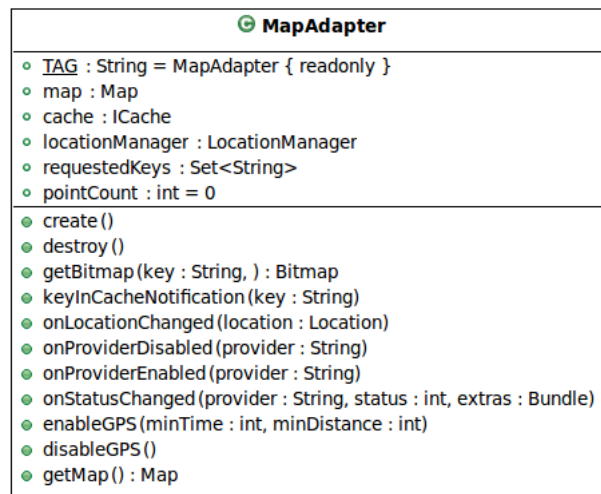 C MapAdapter
TAG : String = MapAdapter { readonly }
map : Map
cache : ICache
locationManager : LocationManager
requestedKeys : Set<String>
pointCount : int = 0
create()
destroy()
getBitmap(key : String, ) : Bitmap
keyInCacheNotification(key : String)
onLocationChanged(location : Location)
onProviderDisabled(provider : String)
onProviderEnabled(provider : String)
onStatusChanged(provider : String, status : int, extras : Bundle)
enableGPS(minTime : int, minDistance : int)
disableGPS()
getMap() : Map